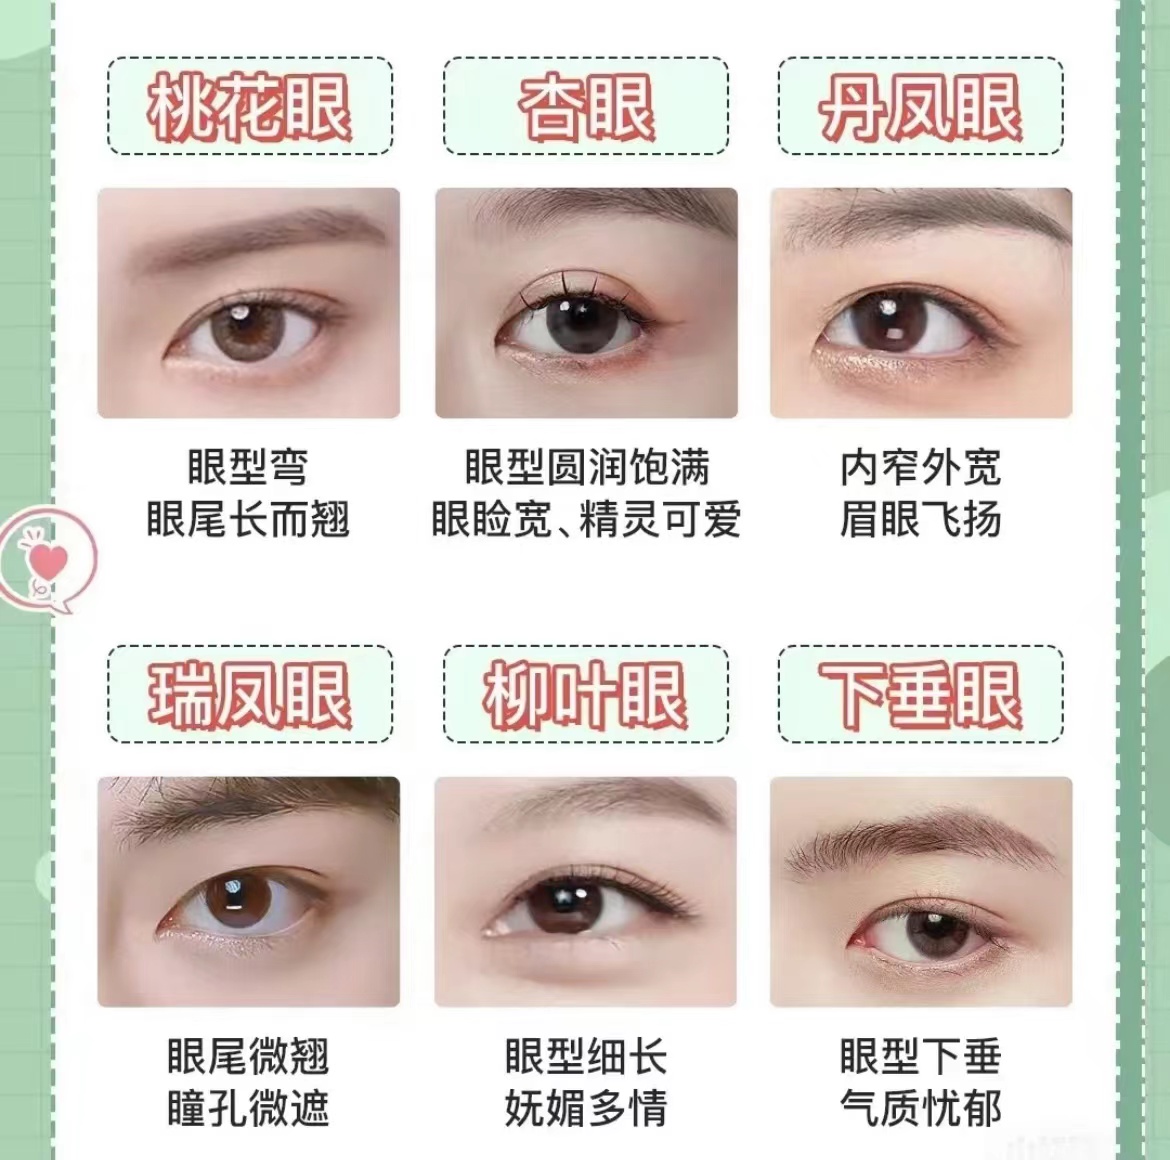 桃花眼
杏眼
丹凤眼
眼型弯
眼尾长而翘
眼型圆润饱满
眼睑宽、精灵可爱
内窄外宽
眉眼飞扬
瑞凤眼
柳叶眼
下垂眼
眼尾微翘
瞳孔微遮
眼型细长
妩媚多情
眼型下垂
气质忧郁